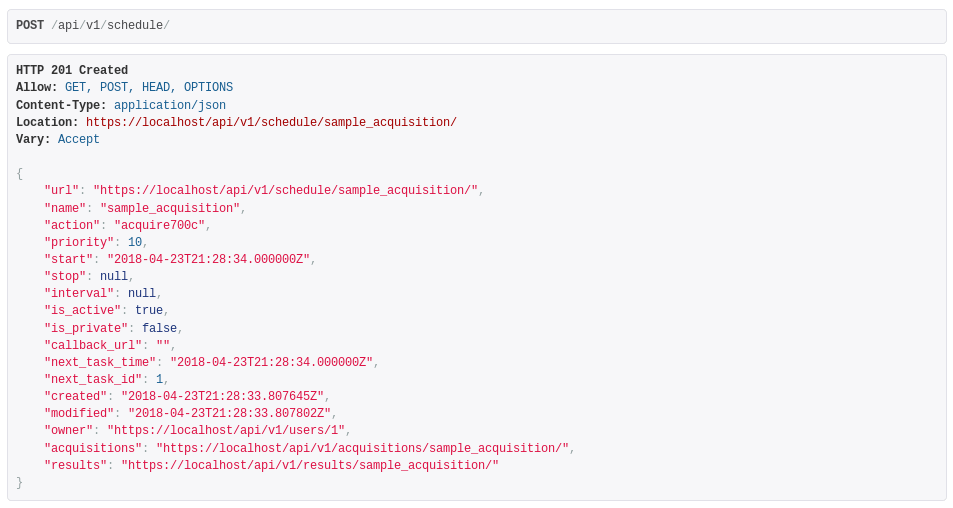 POST /api/v1/schedule/
HTTP 201 Created
Allow: GET, POST, HEAD, OPTIONS
Content-Type: application/json
Location: https://localhost/api/v1/schedule/sample_acquisition/
Vary: Accept
{
    "url": "https://localhost/api/v1/schedule/sample_acquisition/",
    "name": "sample_acquisition",
    "action": "acquire700c",
    "priority": 10,
    "start": "2018-04-23T21:28:34.000000Z",
    "stop": null,
    "interval": null,
    "is_active": true,
    "is_private": false,
    "callback_url": "",
    "next_task_time": "2018-04-23T21:28:34.000000Z",
    "next_task_id": 1,
    "created": "2018-04-23T21:28:33.807645Z",
    "modified": "2018-04-23T21:28:33.807802Z",
    "owner": "https://localhost/api/v1/users/1",
    "acquisitions": "https://localhost/api/v1/acquisitions/sample_acquisition/",
    "results": "https://localhost/api/v1/results/sample_acquisition/"
}